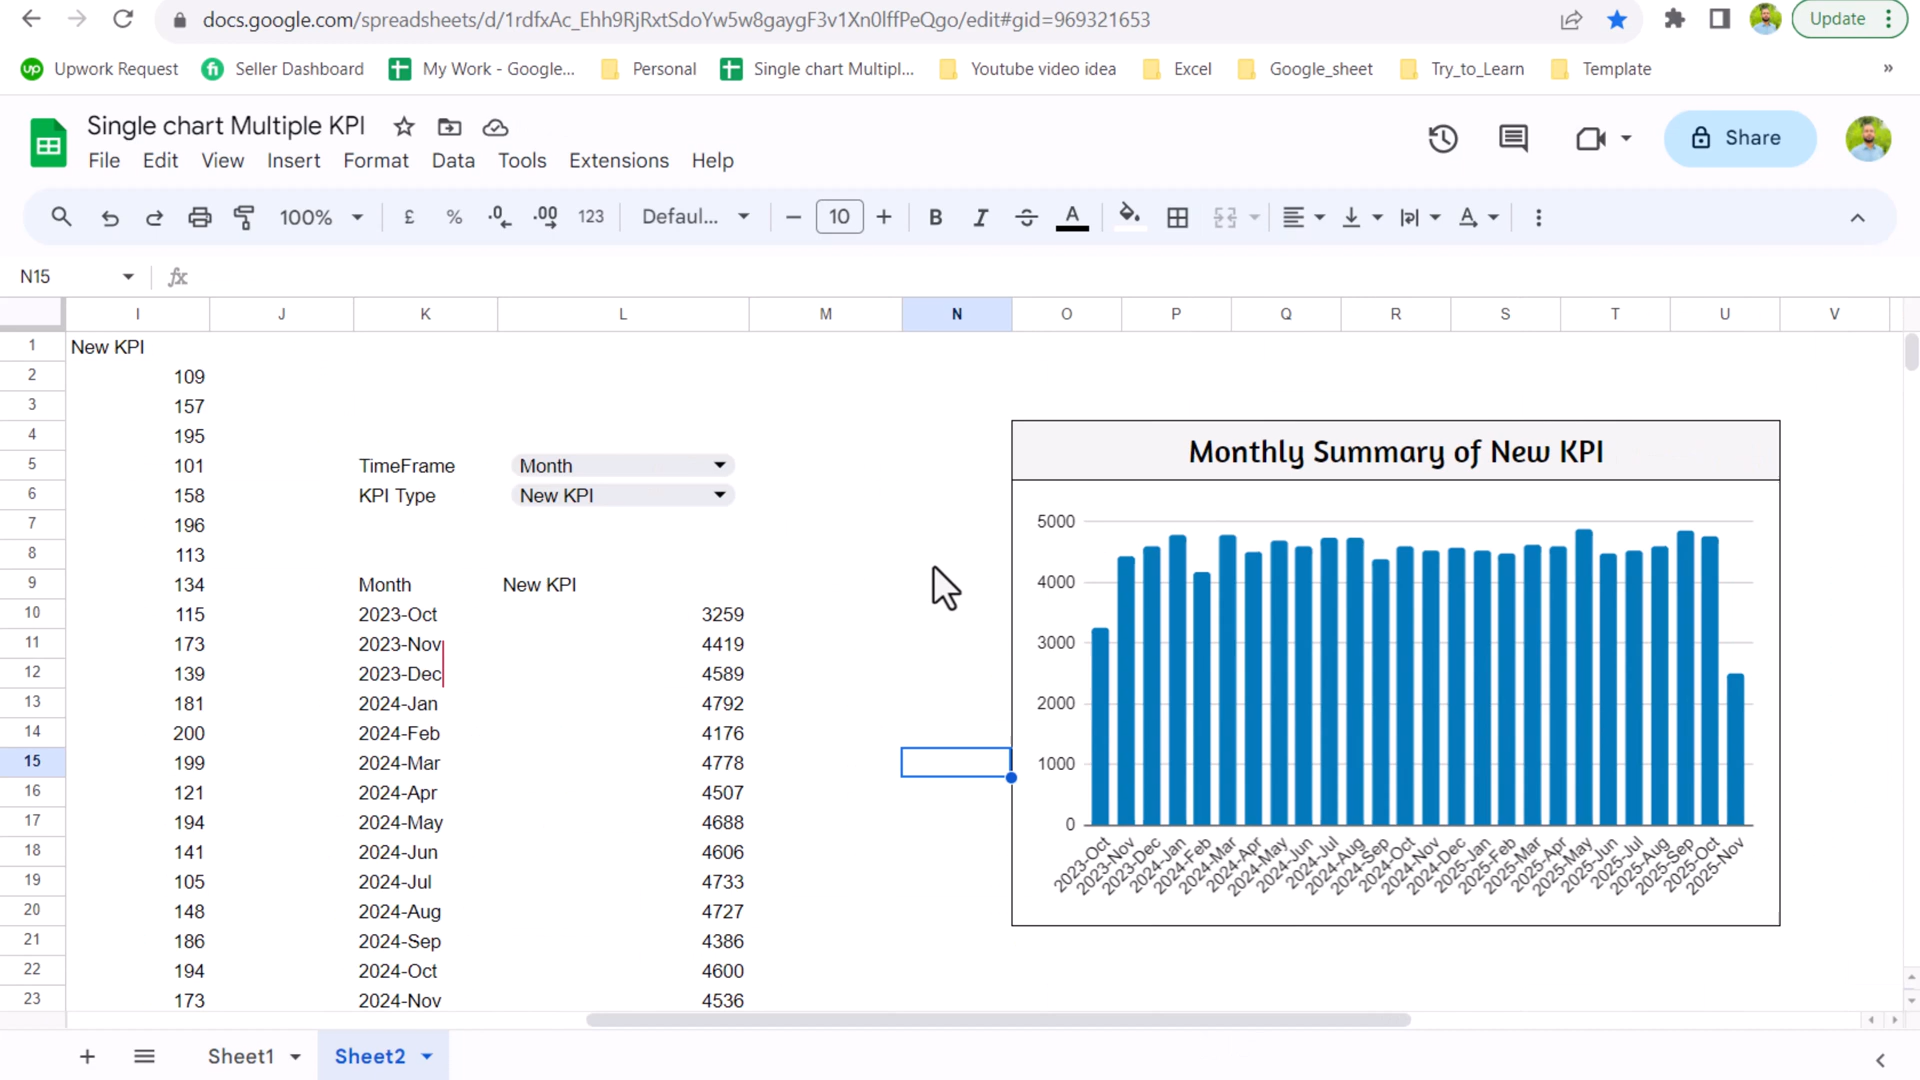 docs.google.com/spreadsheets/d/1rdfxAc_Ehh9RjRxtSdoYw5w8gaygF3v1Xn0lffPeQgo/edit#gid=969321653
Update
up Upwork Request
fi Seller Dashboard
My Work - Google...
Personal
Single chart Multipl...
Youtube video idea
Excel
Google_sheet
Try_to_Learn
Template
»
Single chart Multiple KPI
Share
File Edit View Insert Format Data Tools Extensions Help
100% £ % .0 .00 123 Defaul... − 10 + B I A
N15 fx
I J K L M N O P Q R S T U V
1 New KPI
2 109
3 157
4 195
5 101 TimeFrame Month
6 158 KPI Type New KPI
7 196
8 113
9 134 Month New KPI
10 115 2023-Oct 3259
11 173 2023-Nov 4419
12 139 2023-Dec 4589
13 181 2024-Jan 4792
14 200 2024-Feb 4176
15 199 2024-Mar 4778
16 121 2024-Apr 4507
17 194 2024-May 4688
18 141 2024-Jun 4606
19 105 2024-Jul 4733
20 148 2024-Aug 4727
21 186 2024-Sep 4386
22 194 2024-Oct 4600
23 173 2024-Nov 4536
Monthly Summary of New KPI
5000
4000
3000
2000
1000
0
2023-Oct
2023-Nov
2023-Dec
2024-Jan
2024-Feb
2024-Mar
2024-Apr
2024-May
2024-Jun
2024-Jul
2024-Aug
2024-Sep
2024-Oct
2024-Nov
2024-Dec
2025-Jan
2025-Feb
2025-Mar
2025-Apr
2025-May
2025-Jun
2025-Jul
2025-Aug
2025-Sep
2025-Oct
2025-Nov
Sheet1
Sheet2